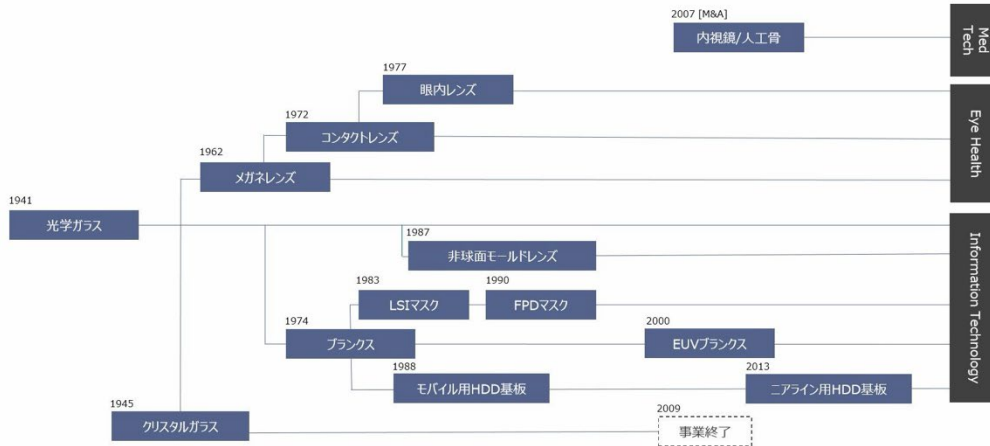 2007 [M&A]
内視鏡/人工骨
Med Tech
1977
眼内レンズ
1972
コンタクトレンズ
Eye Health
1962
メガネレンズ
1941
光学ガラス
1987
非球面モールドレンズ
Information Technology
1983
LSIマスク
1990
FPDマスク
1974
ブランクス
2000
EUVブランクス
1988
モバイル用HDD基板
2013
ニアライン用HDD基板
1945
クリスタルガラス
2009
事業終了